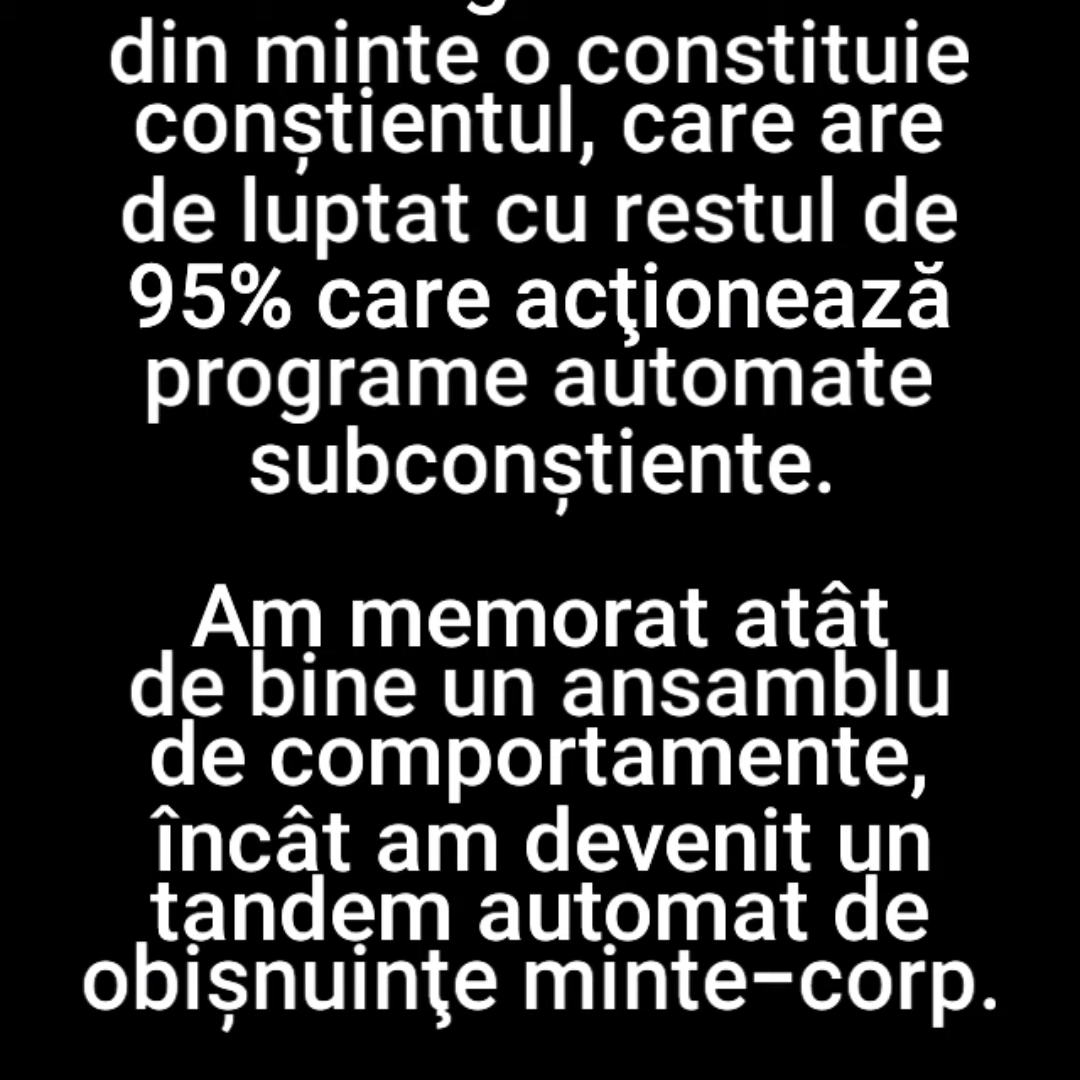 din minte o constituie
conștientul, care are
de luptat cu restul de
95% care acţionează
programe automate
subconștiente.
Am memorat atât
de bine un ansamblu
de comportamente,
încât am devenit un
tandem automat de
obișnuinţe minte–corp.